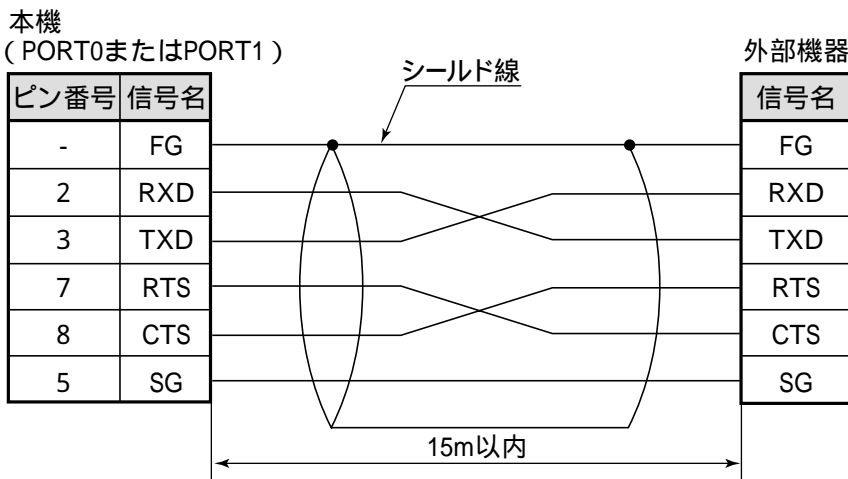 本機
（PORT0またはPORT1）
外部機器
シールド線
ピン番号 信号名 信号名
- FG FG
2 RXD RXD
3 TXD TXD
7 RTS RTS
8 CTS CTS
5 SG SG
15m以内